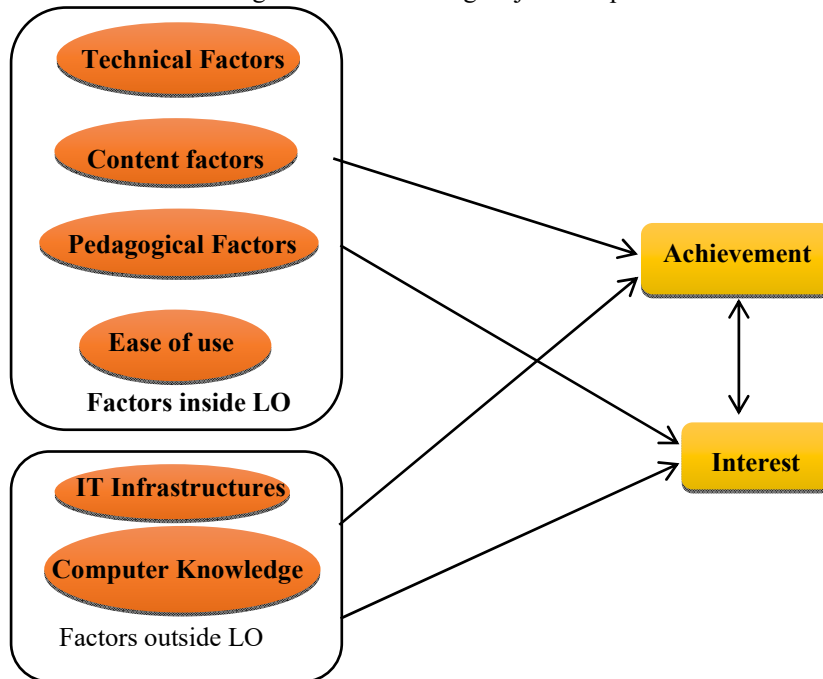 Technical Factors
Content factors
Pedagogical Factors
Ease of use
Factors inside LO
IT Infrastructures
Computer Knowledge
Factors outside LO
Achievement
Interest